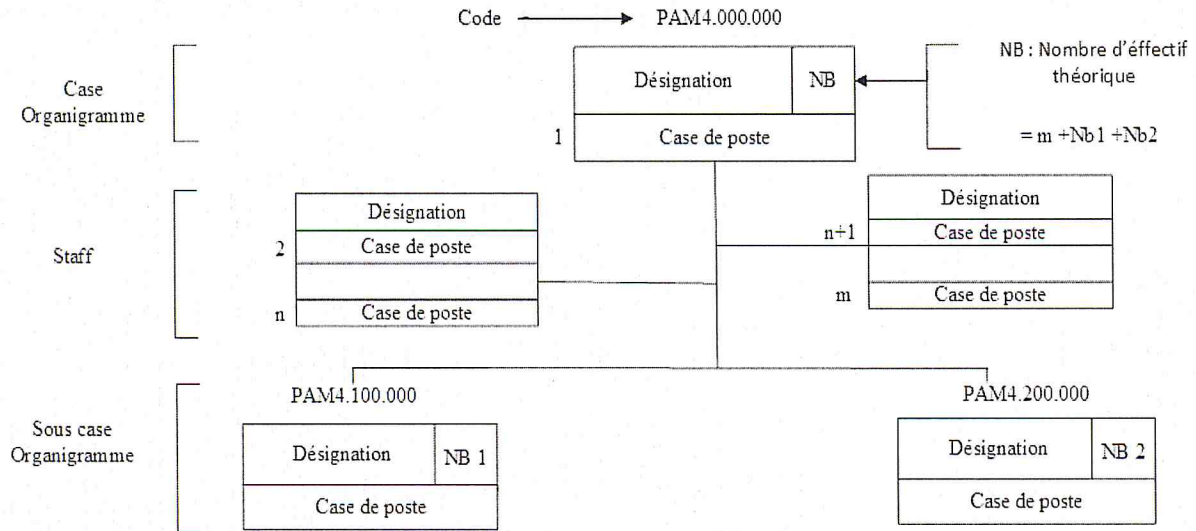 Code PAM4.000.000
Case
Organigramme
Désignation NB
1 Case de poste
NB : Nombre d'éffectif
théorique
= m +Nb1 +Nb2
Staff
Désignation
2 Case de poste
n Case de poste
Désignation
n+1 Case de poste
m Case de poste
Sous case
Organigramme
PAM4.100.000
Désignation NB 1
Case de poste
PAM4.200.000
Désignation NB 2
Case de poste